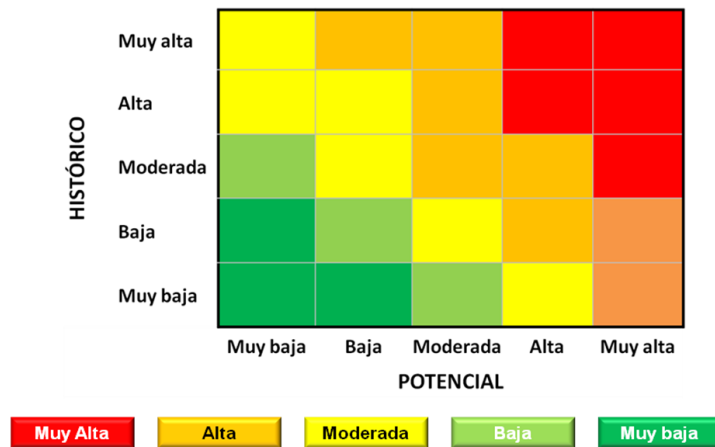 Muy alta
Alta
HISTÓRICO
Moderada
Baja
Muy baja
Muy baja Baja Moderada Alta Muy alta
POTENCIAL
Muy Alta Alta Moderada Baja Muy baja